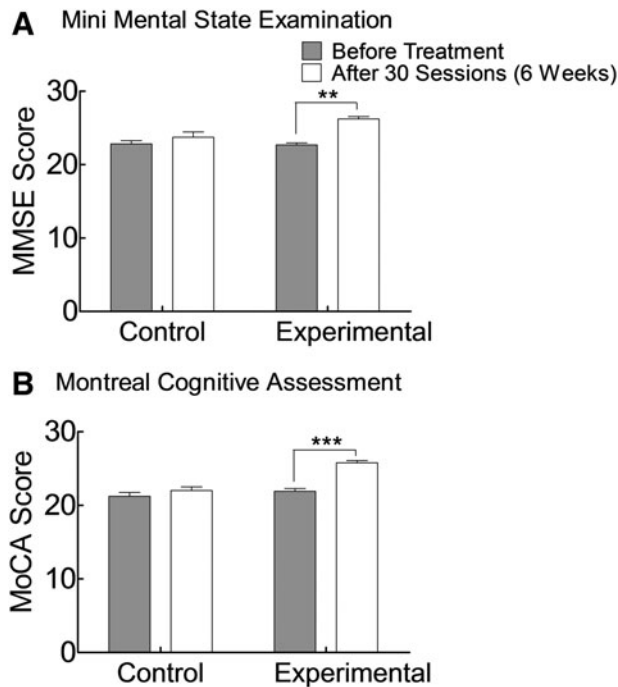 A Mini Mental State Examination
Before Treatment
After 30 Sessions (6 Weeks)
**
30
20
10
0
MMSE Score
Control Experimental
B Montreal Cognitive Assessment
***
30
20
10
0
MoCA Score
Control Experimental